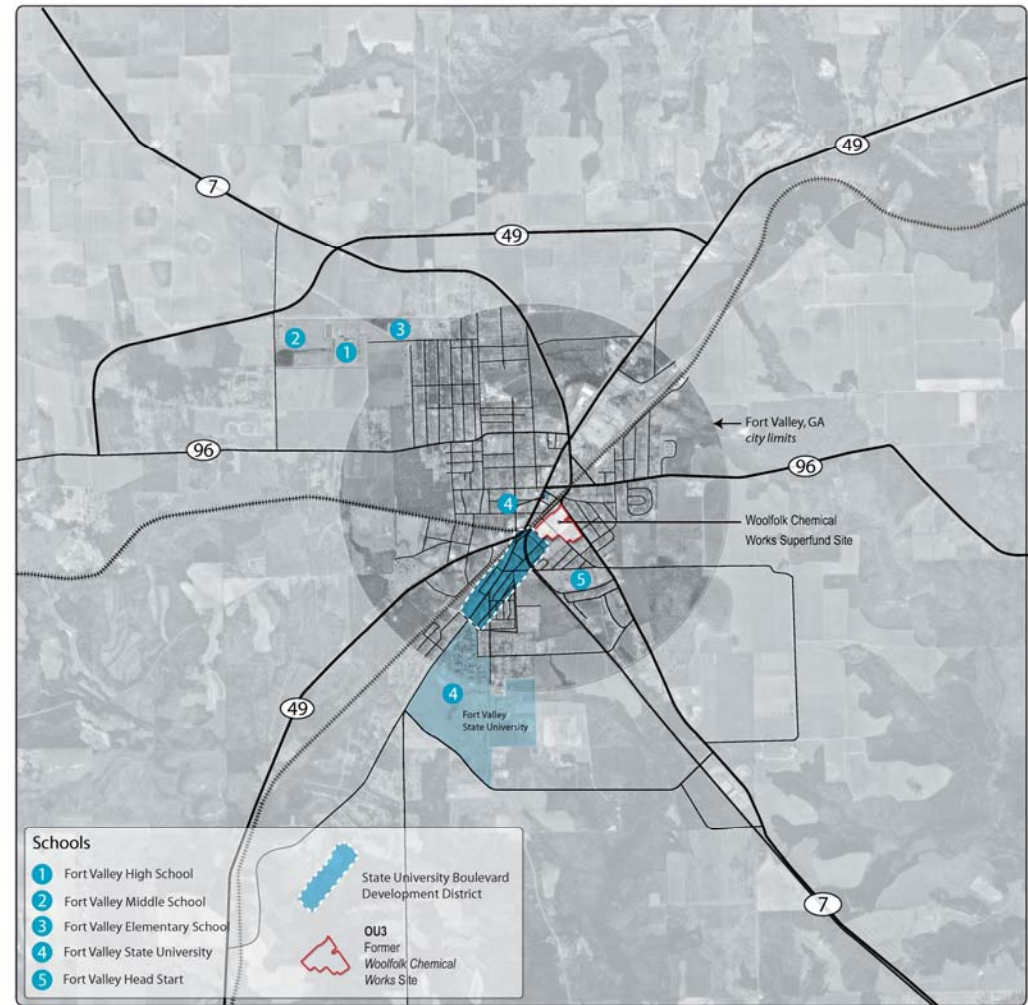 49
7
49
3
2
1
Fort Valley, GA
city limits
96
96
4
Woolfolk Chemical
Works Superfund Site
5
4
Fort Valley
State University
49
7
Schools
1 Fort Valley High School
2 Fort Valley Middle School
3 Fort Valley Elementary School
4 Fort Valley State University
5 Fort Valley Head Start
State University Boulevard
Development District
OU3
Former
Woolfolk Chemical
Works Site